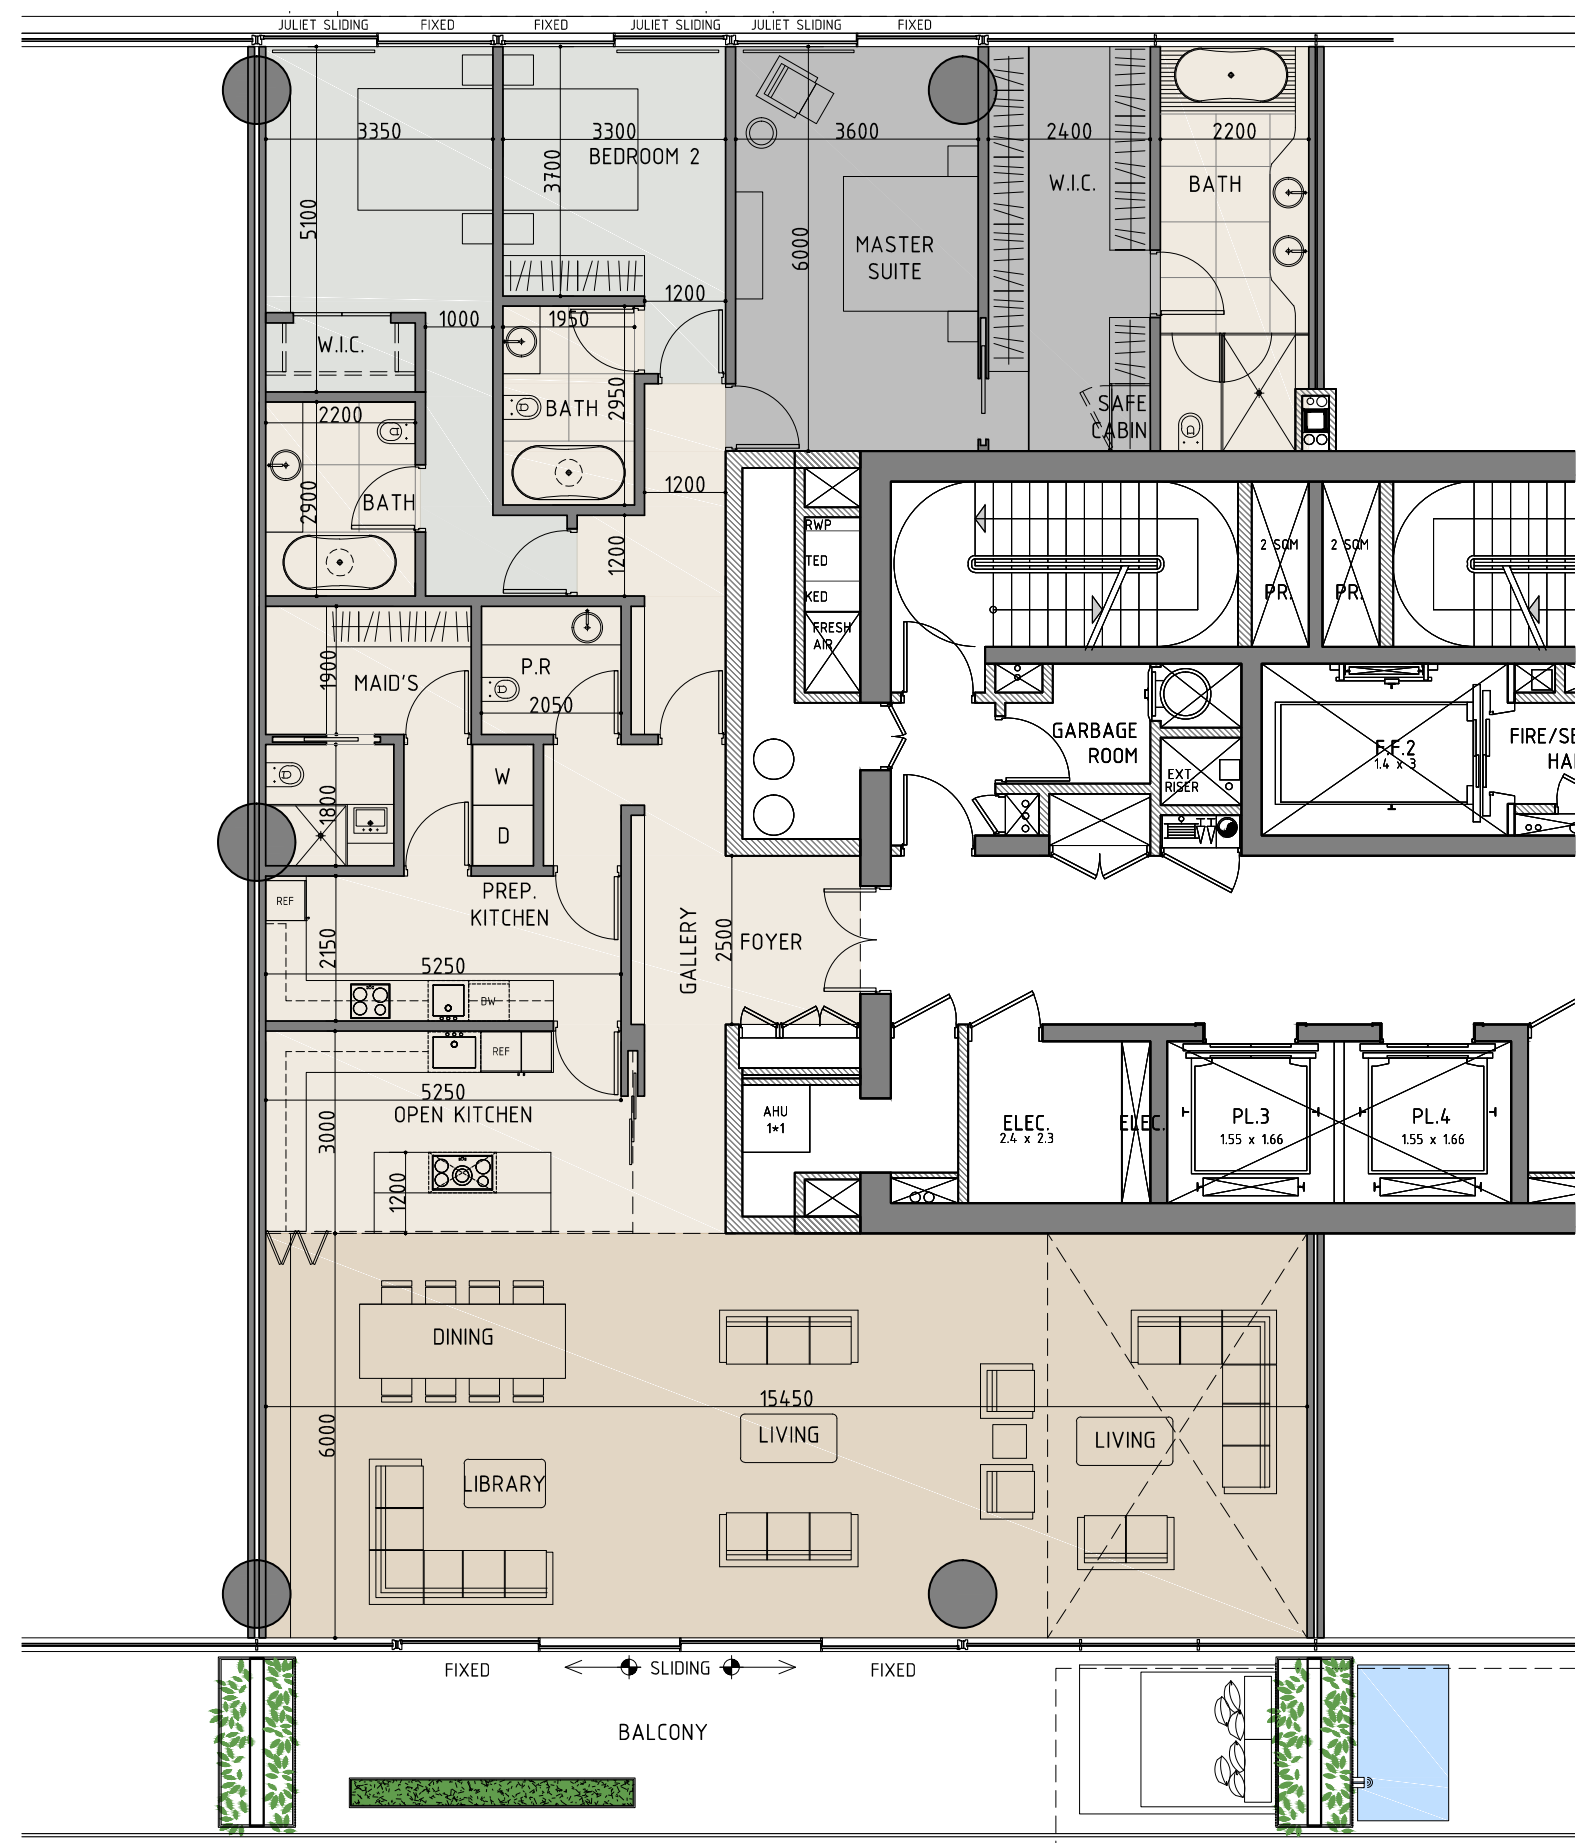 JULIET SLIDING FIXED FIXED JULIET SLIDING JULIET SLIDING FIXED
3350 3300 3600 2400 2200
BEDROOM 2
3700
W.I.C.
BATH
5100
6000
MASTER
SUITE
1200
1000
1950
W.I.C.
2950
BATH
SAFE
CABIN
2200
2900
BATH
1200
1200
RWP
TED
KED
FRESH
AIR
2 SQM
PR.
2 SQM
PR.
1900
MAID'S
P.R
2050
GARBAGE
ROOM
EXT
RISER
F.F.2
1.4 x 3
FIRE/SE
HA
W
D
1800
REF
PREP.
KITCHEN
GALLERY
2500
FOYER
2150
5250
DW
REF
5250
OPEN KITCHEN
3000
1200
AHU
1*1
ELEC.
2.4 x 2.3
ELEC.
PL.3
1.55 x 1.66
PL.4
1.55 x 1.66
DINING
15450
6000
LIVING
LIVING
LIBRARY
FIXED SLIDING FIXED
BALCONY